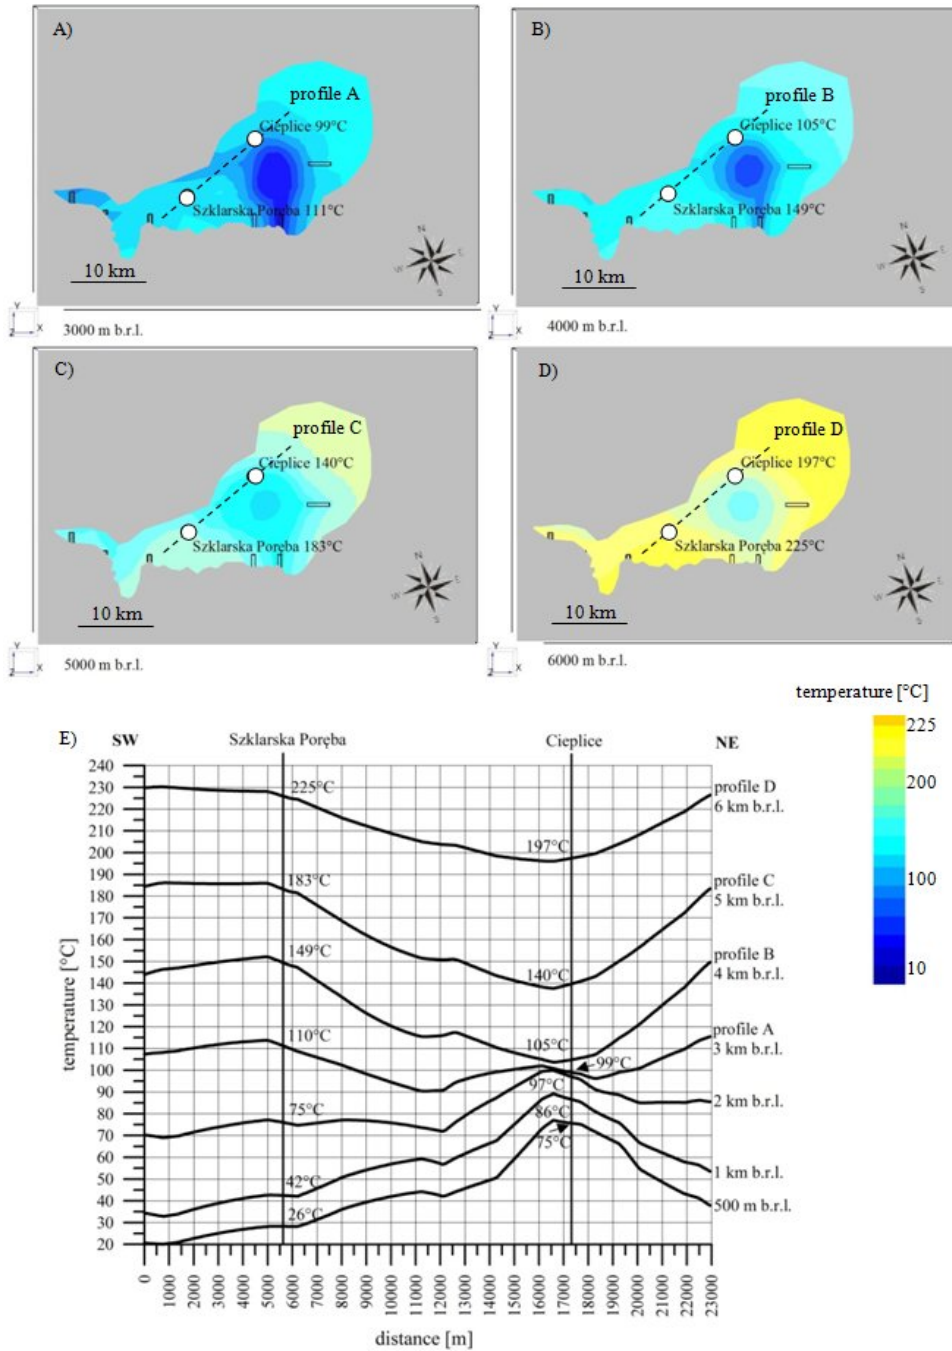 A)
profile A
Cieplice 99°C
Szklarska Poręba 111°C
10 km
N
E
W
S
Y
Z
X
3000 m b.r.l.
B)
profile B
Cieplice 105°C
Szklarska Poręba 149°C
10 km
N
E
W
S
Y
Z
X
4000 m b.r.l.
C)
profile C
Cieplice 140°C
Szklarska Poręba 183°C
10 km
N
E
W
S
Y
Z
X
5000 m b.r.l.
D)
profile D
Cieplice 197°C
Szklarska Poręba 225°C
10 km
N
E
W
S
Y
Z
X
6000 m b.r.l.
temperature [°C]
225
200
100
10
E)
SW
Szklarska Poręba
Cieplice
NE
240
230
220
210
200
190
180
170
160
150
140
130
120
110
100
90
80
70
60
50
40
30
20
temperature [°C]
225°C
197°C
183°C
149°C
140°C
110°C
105°C
99°C
97°C
75°C
86°C
75°C
42°C
26°C
profile D
6 km b.r.l.
profile C
5 km b.r.l.
profile B
4 km b.r.l.
profile A
3 km b.r.l.
2 km b.r.l.
1 km b.r.l.
500 m b.r.l.
0
1000
2000
3000
4000
5000
6000
7000
8000
9000
10000
11000
12000
13000
14000
15000
16000
17000
18000
19000
20000
21000
22000
23000
distance [m]